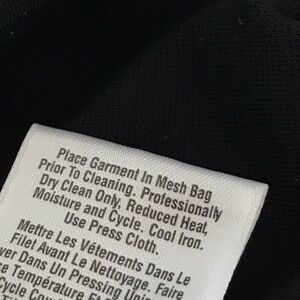 Place Garment In Mesh Bag
Prior To Cleaning. Professionally
Dry Clean Only. Reduced Heat,
Moisture and Cycle. Cool Iron.
Use Press Cloth.
Mettre Les Vêtements Dans Le
Filet Avant Le Nettoyage. Faire
Dans Un Pressing
Temperature